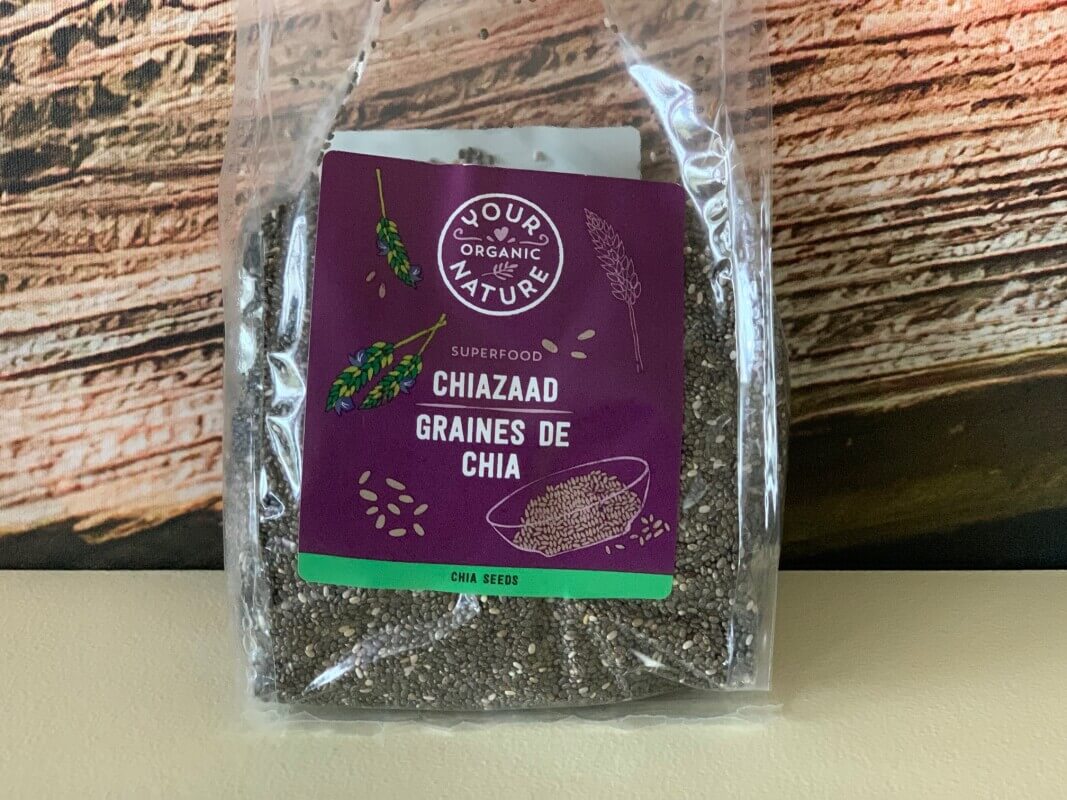 YOUR
ORGANIC
NATURE
SUPERFOOD
CHIAZAAD
GRAINES DE
CHIA
CHIA SEEDS